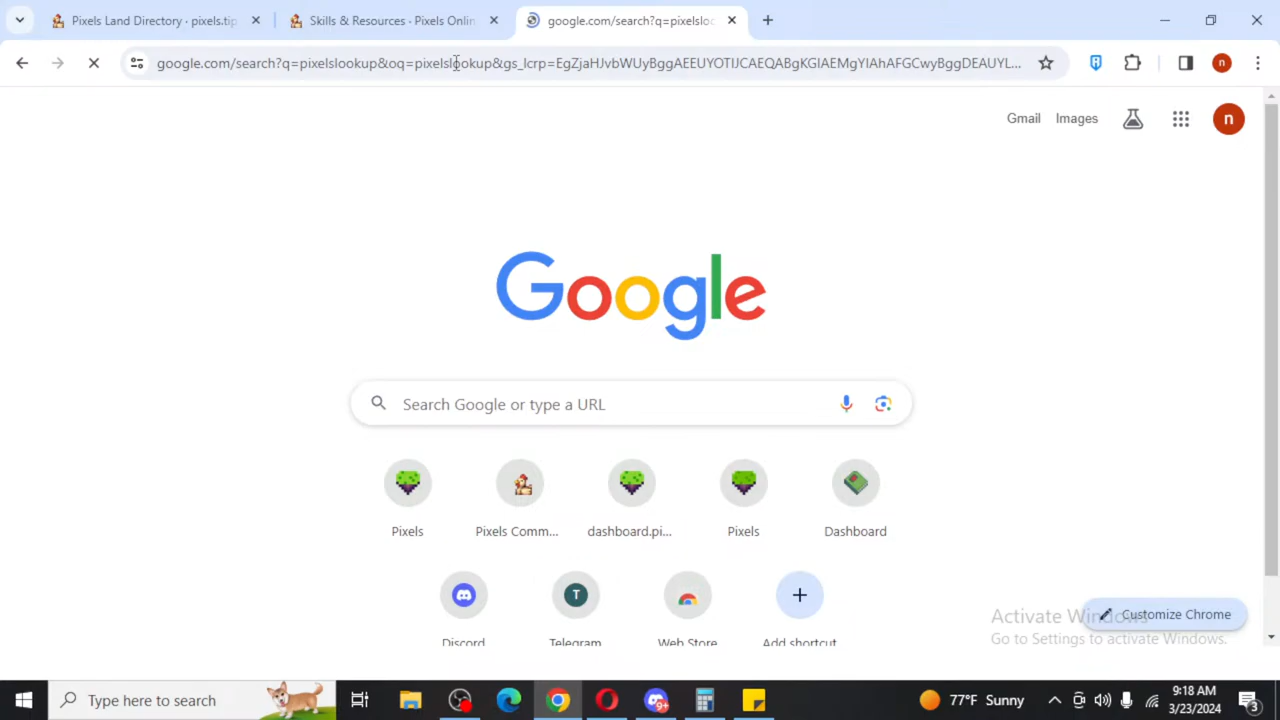 Pixels Land Directory · pixels.tip
Skills & Resources · Pixels Onlin
google.com/search?q=pixelsloo
google.com/search?q=pixelslookup&oq=pixelslookup&gs_lcrp=EgZjaHJvbWUyBggAEEUYOTIJCAEQABgKGIAEMgYIAhAFGCwyBggDEAUYL...
n
Gmail
Images
n
Google
Search Google or type a URL
Pixels
Pixels Comm...
dashboard.pi...
Pixels
Dashboard
T
Discord
Telegram
Web Store
Add shortcut
Customize Chrome
Activate Windows
Go to Settings to activate Windows.
Type here to search
9+
77°F Sunny
9:18 AM
3/23/2024
3